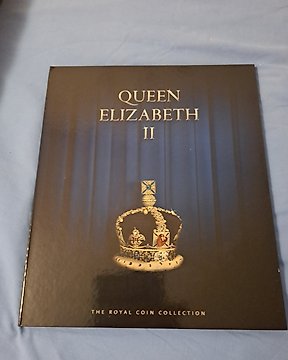 QUEEN
ELIZABETH
II
THE ROYAL COIN COLLECTION